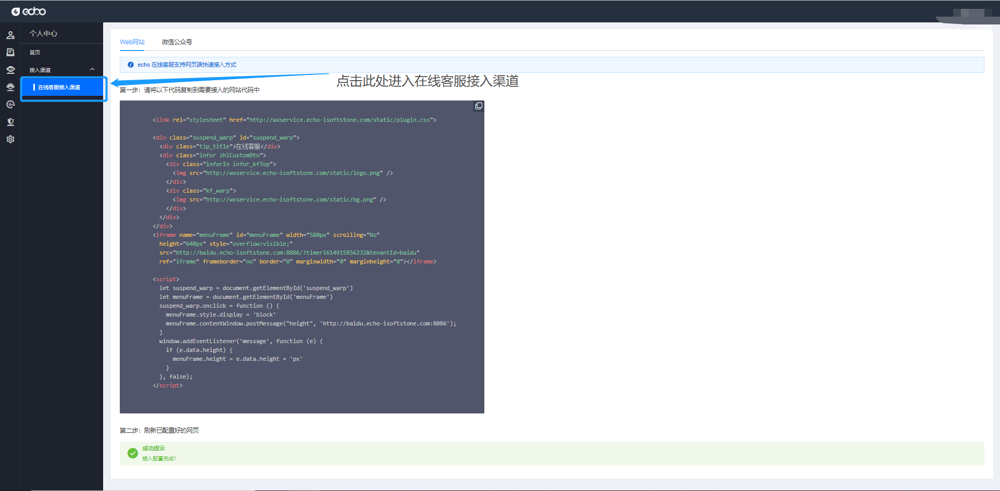 echo
个人中心
首页
接入渠道
在线客服接入渠道
Web网站 微信公众号
echo 在线客服支持网页端快速接入方式
点击此处进入在线客服接入渠道
第一步：请将以下代码复制到需要接入的网站代码中
<link rel="stylesheet" href="http://wxservice.echo-isoftstone.com/static/plugin.css">
<div class="suspend_warp" id="suspend_warp">
<div class="tip_title">在线客服</div>
<div class="infor zhiCustomBtn">
<div class="inforIn infor_kfTop">
<img src="http://wxservice.echo-isoftstone.com/static/logo.png" />
</div>
<div class="kf_warp">
<img src="http://wxservice.echo-isoftstone.com/static/bg.png" />
</div>
</div>
</div>
<iframe name="menuFrame" id="menuFrame" width="580px" scrolling="No"
height="640px" style="overflow:visible;"
src="http://baidu.echo-isoftstone.com:8086/?timer1614915856232&tenantId=baidu"
ref="iframe" frameborder="no" border="0" marginwidth="0" marginheight="0"></iframe>
<script>
let suspend_warp = document.getElementById('suspend_warp')
let menuFrame = document.getElementById('menuFrame')
suspend_warp.onclick = function () {
menuFrame.style.display = 'block'
menuFrame.contentWindow.postMessage("height", 'http://baidu.echo-isoftstone.com:8086');
}
window.addEventListener('message', function (e) {
if (e.data.height) {
menuFrame.height = e.data.height + 'px'
}
}, false);
</script>
第二步：刷新已配置好的网页
成功提示
接入配置完成！